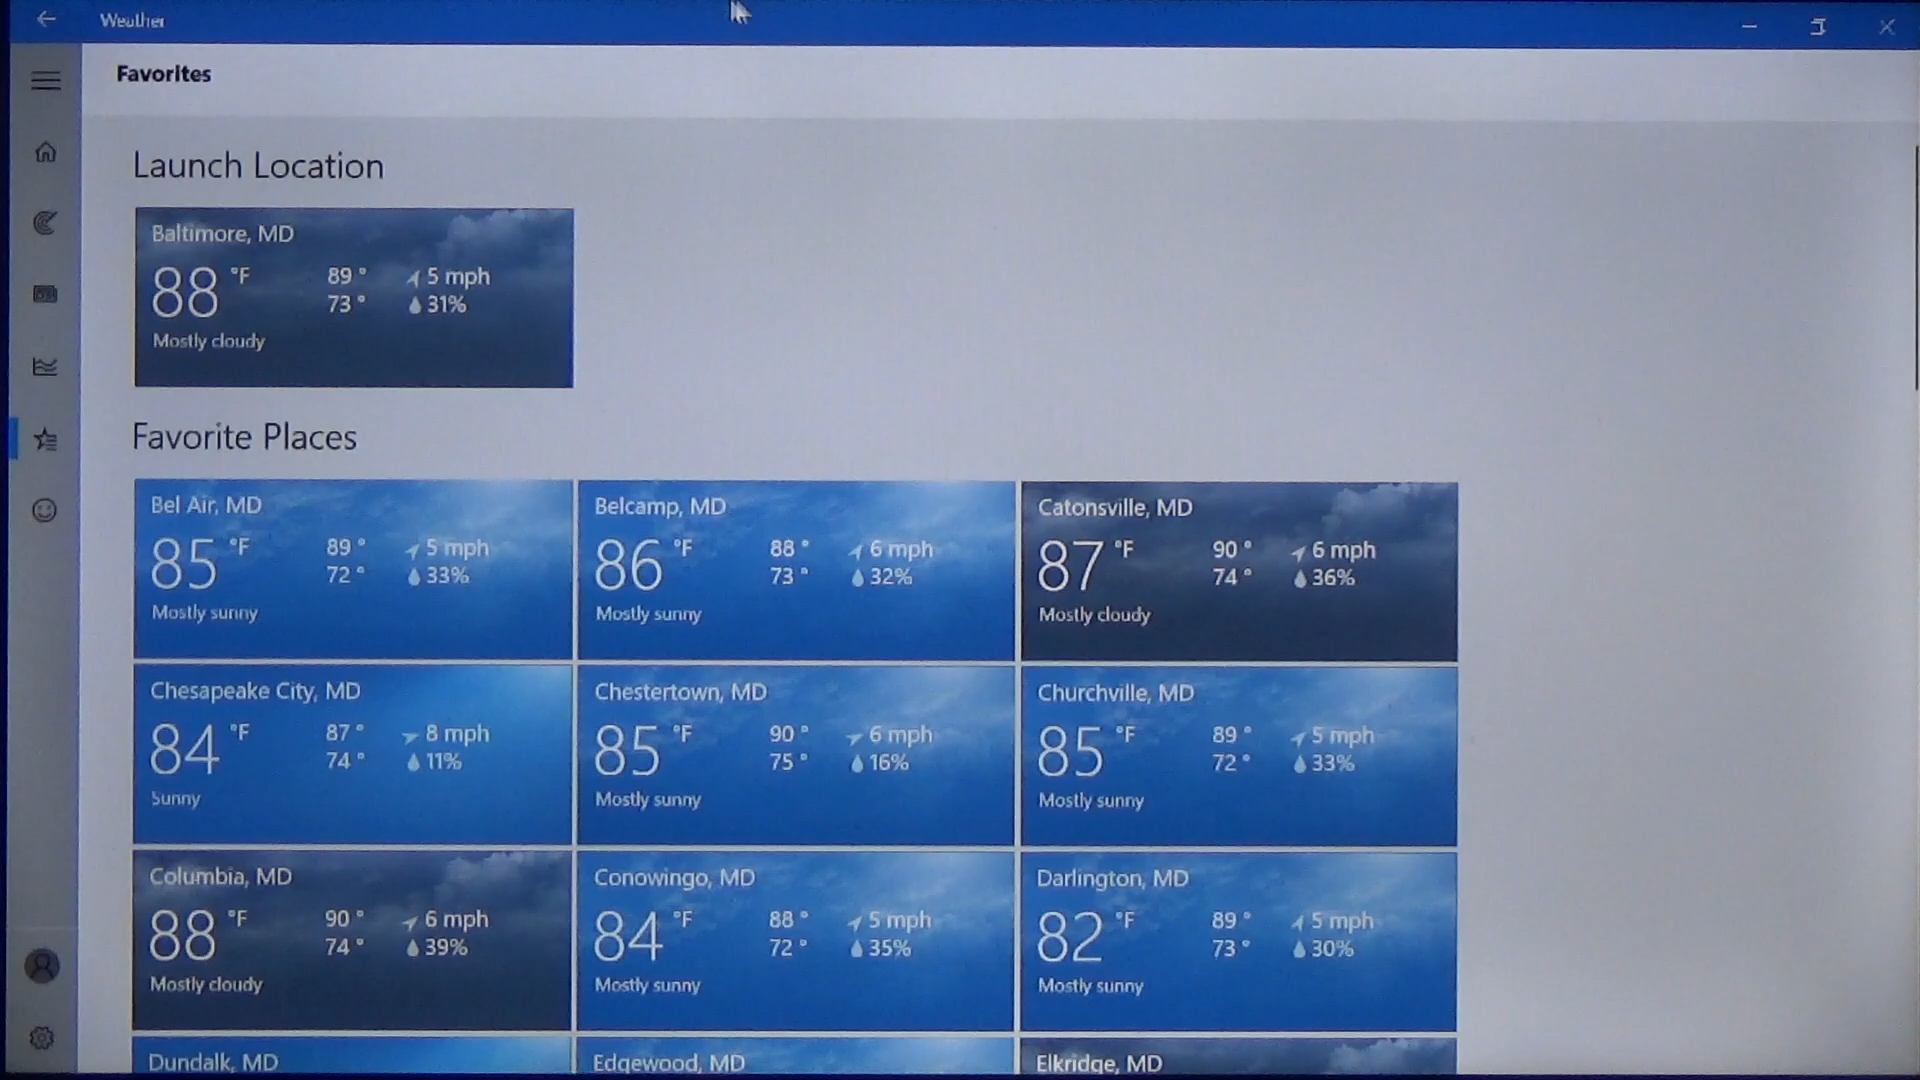 Weather
Favorites
Launch Location
Baltimore, MD
88 °F 89 ° 5 mph
73 ° 31%
Mostly cloudy
Favorite Places
Bel Air, MD
85 °F 89 ° 5 mph
72 ° 33%
Mostly sunny
Belcamp, MD
86 °F 88 ° 6 mph
73 ° 32%
Mostly sunny
Catonsville, MD
87 °F 90 ° 6 mph
74 ° 36%
Mostly cloudy
Chesapeake City, MD
84 °F 87 ° 8 mph
74 ° 11%
Sunny
Chestertown, MD
85 °F 90 ° 6 mph
75 ° 16%
Mostly sunny
Churchville, MD
85 °F 89 ° 5 mph
72 ° 33%
Mostly sunny
Columbia, MD
88 °F 90 ° 6 mph
74 ° 39%
Mostly cloudy
Conowingo, MD
84 °F 88 ° 5 mph
72 ° 35%
Mostly sunny
Darlington, MD
82 °F 89 ° 5 mph
73 ° 30%
Mostly sunny
Dundalk, MD
Edgewood, MD
Elkridge, MD